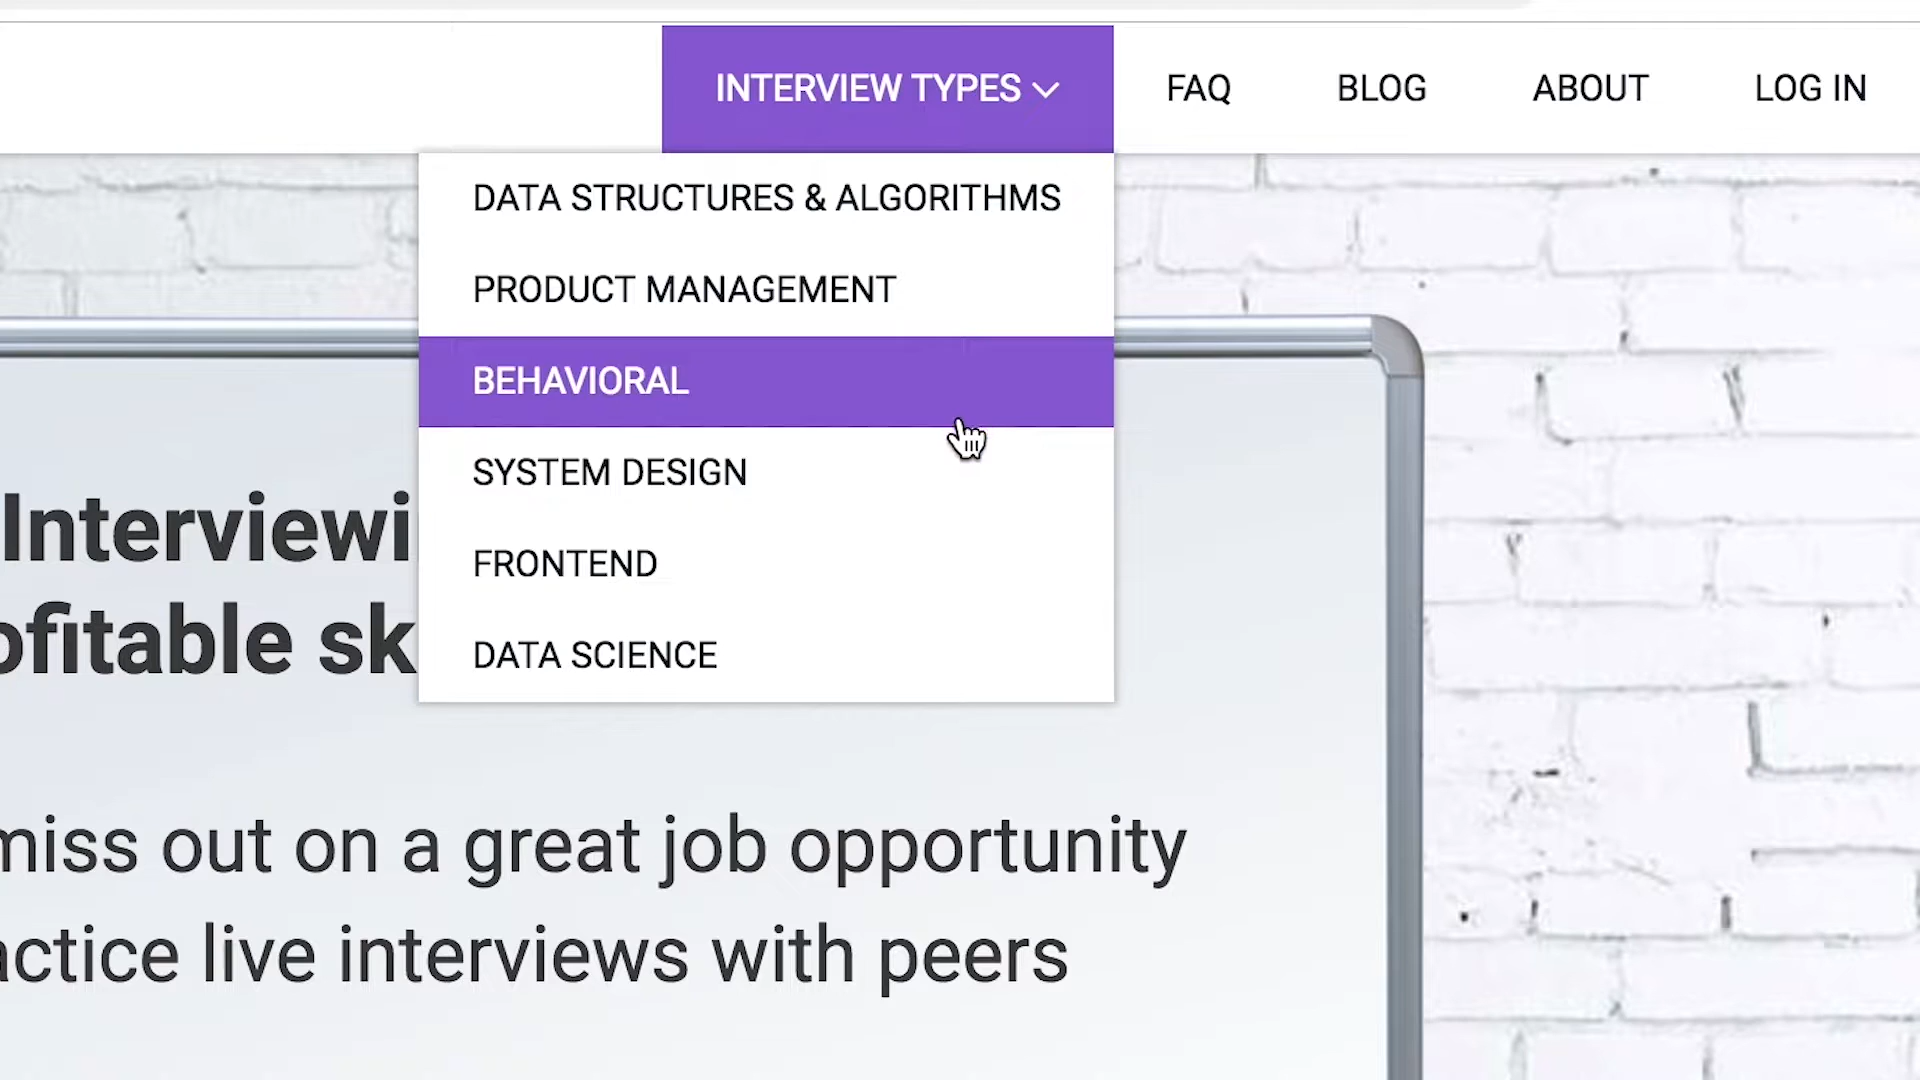 INTERVIEW TYPES FAQ BLOG ABOUT LOG IN
DATA STRUCTURES & ALGORITHMS
PRODUCT MANAGEMENT
BEHAVIORAL
SYSTEM DESIGN
FRONTEND
DATA SCIENCE
Interviewi
ofitable sk
miss out on a great job opportunity
actice live interviews with peers